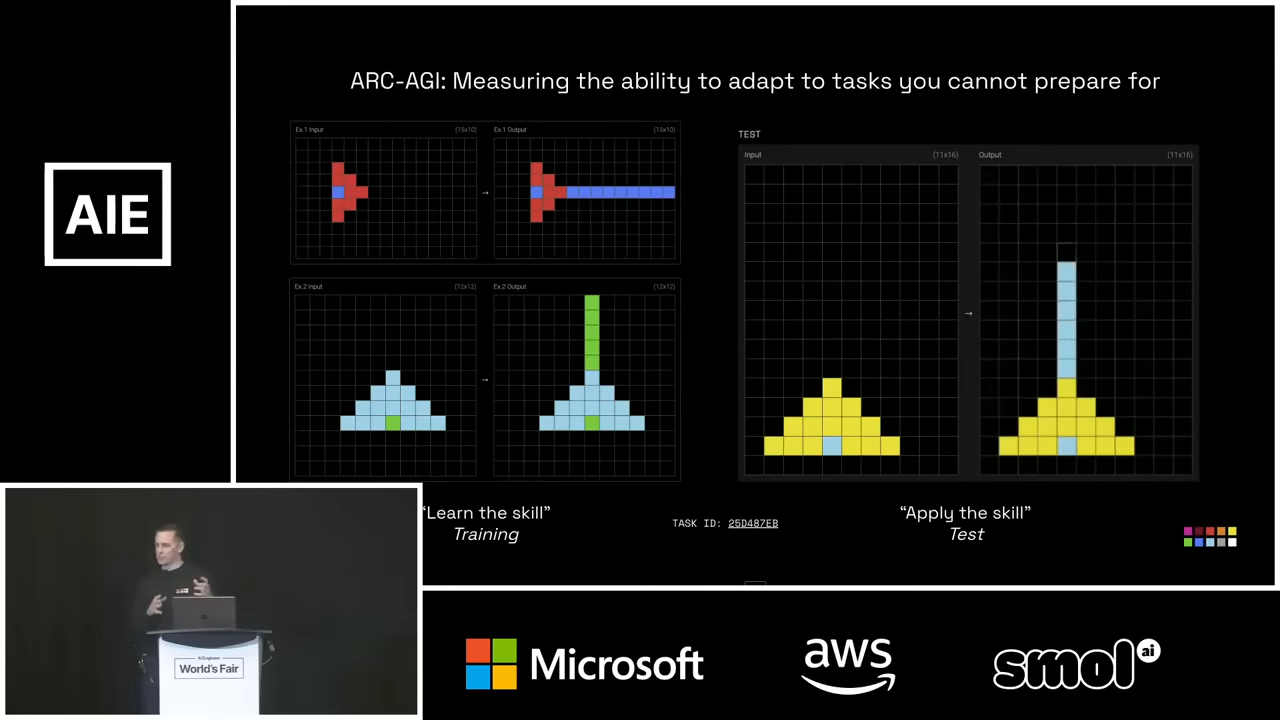 AIE
ARC-AGI: Measuring the ability to adapt to tasks you cannot prepare for
Ex.1 Input
(15x10)
Ex.1 Output
(15x10)
Ex.2 Input
(12x12)
Ex.2 Output
(12x12)
TEST
Input
(11x16)
Output
(11x16)
→
→
→
“Learn the skill”
Training
TASK ID: 25D487EB
“Apply the skill”
Test
AI Engineer
World's Fair
Microsoft
aws
smol ai